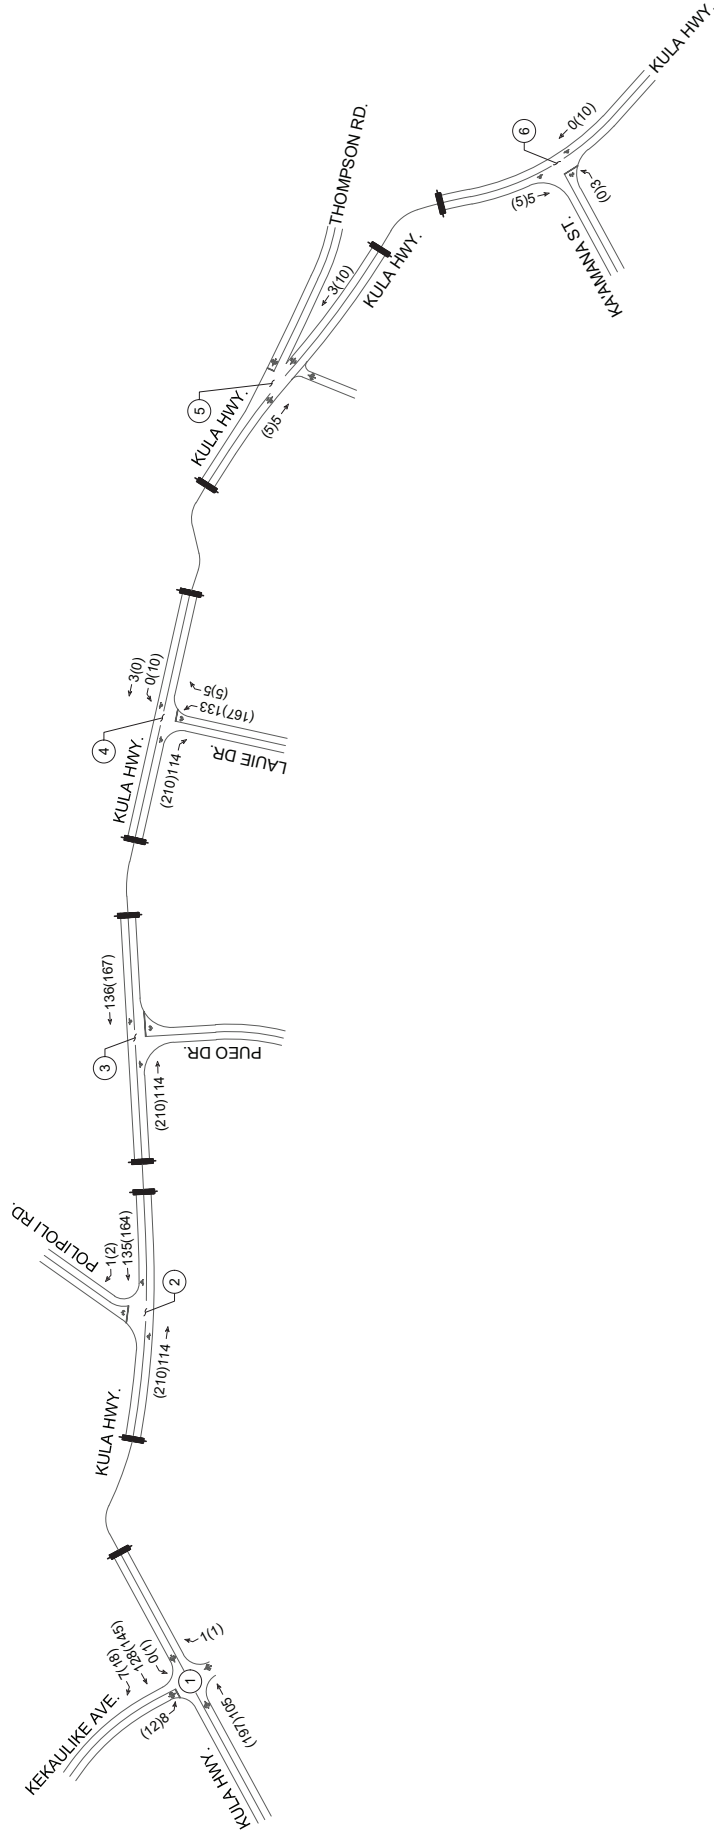 KULA HWY.
0(10)
6
(0)3
(5)5
KA'AMANA ST.
THOMPSON RD.
3(10)
KULA HWY.
5
KULA HWY.
(5)5
3(0)
0(10)
4
(5)5
(167)133
LAUIE DR.
KULA HWY.
(210)114
136(167)
3
PUEO DR.
(210)114
POLIPOLI RD.
1(2)
135(164)
2
(210)114
KULA HWY.
1(1)
7(18)
128(145)
0(1)
KEKAULIKE AVE.
1
(12)8
(197)105
KULA HWY.